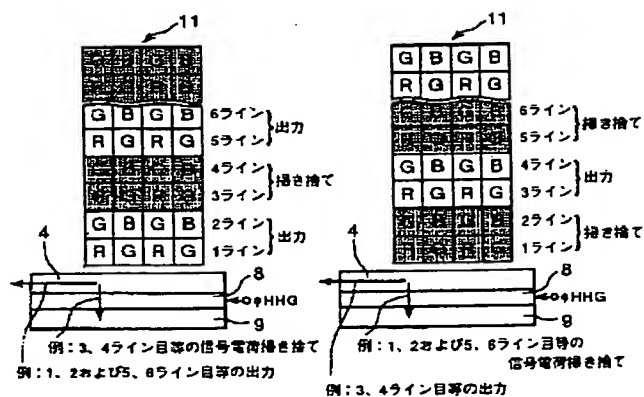 11
G B G B
R G R G
G B G B
R G R G
6ライン
5ライン
出力
4ライン
3ライン
掃き捨て
2ライン
1ライン
出力
4
8
φHHG
9
例：3、4ライン目等の信号電荷掃き捨て
例：1、2および5、6ライン目等の出力
11
G B G B
R G R G
G B G B
R G R G
6ライン
5ライン
掃き捨て
4ライン
3ライン
出力
2ライン
1ライン
掃き捨て
4
8
φHHG
9
例：1、2および5、6ライン目等の
信号電荷掃き捨て
例：3、4ライン目等の出力